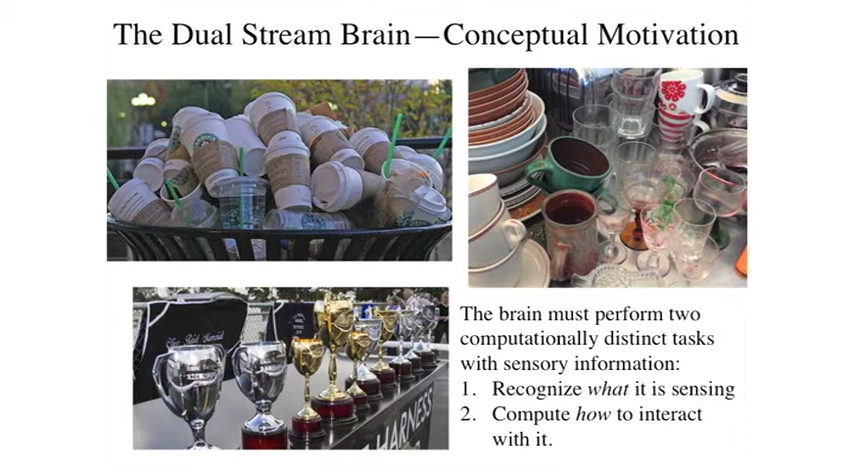 The Dual Stream Brain—Conceptual Motivation
The brain must perform two
computationally distinct tasks
with sensory information:
1. Recognize what it is sensing
2. Compute how to interact
with it.
HARNESS